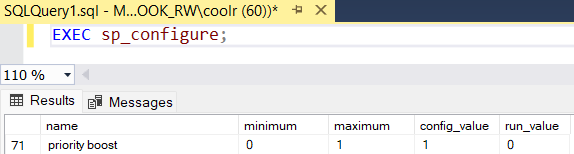 SQLQuery1.sql - M...OOK_RW\coolr (60))*
EXEC sp_configure;
110 %
Results Messages
name minimum maximum config_value run_value
71 priority boost 0 1 1 0